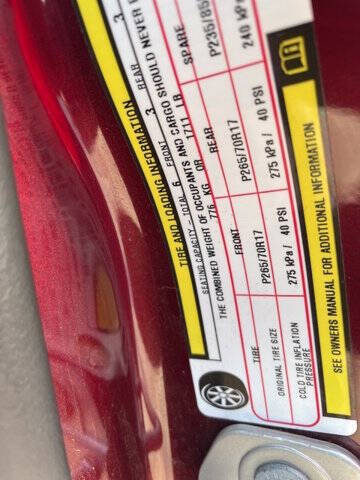 TIRE AND LOADING INFORMATION
SEATING CAPACITY - TOTAL 6 FRONT 3 REAR 3
THE COMBINED WEIGHT OF OCCUPANTS AND CARGO SHOULD NEVER
776 KG OR 1711 LB
TIRE FRONT REAR SPARE
ORIGINAL TIRE SIZE P265/70R17 P265/70R17 P235/85
COLD TIRE INFLATION PRESSURE 275 kPa / 40 PSI 275 kPa / 40 PSI 240 kPa
SEE OWNERS MANUAL FOR ADDITIONAL INFORMATION